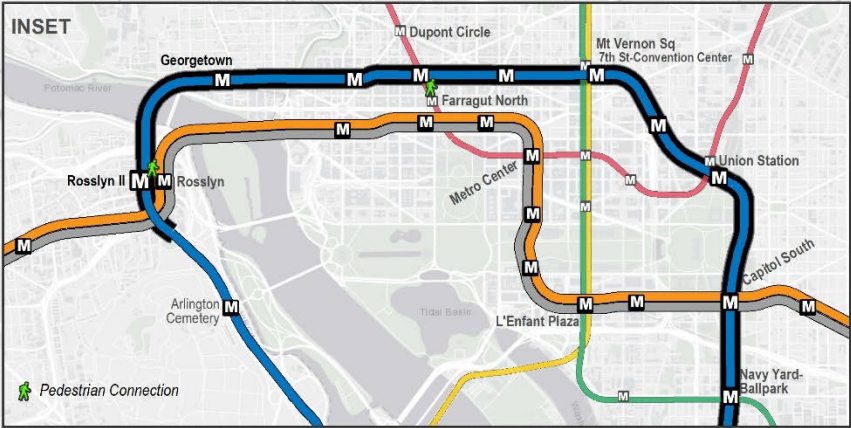 INSET
Dupont Circle
Mt Vernon Sq
7th St-Convention Center
Georgetown
M
M
M
M
M
M
M
M
Potomac River
M
Farragut North
M
M
M
M
M
Rosslyn II
M
M
Rosslyn
Metro Center
M
M
M
M
Union Station
M
M
M
M
M
Capitol South
Arlington
Cemetery
M
Tidal Basin
L'Enfant Plaza
M
M
M
M
Pedestrian Connection
M
M
Navy Yard-
Ballpark